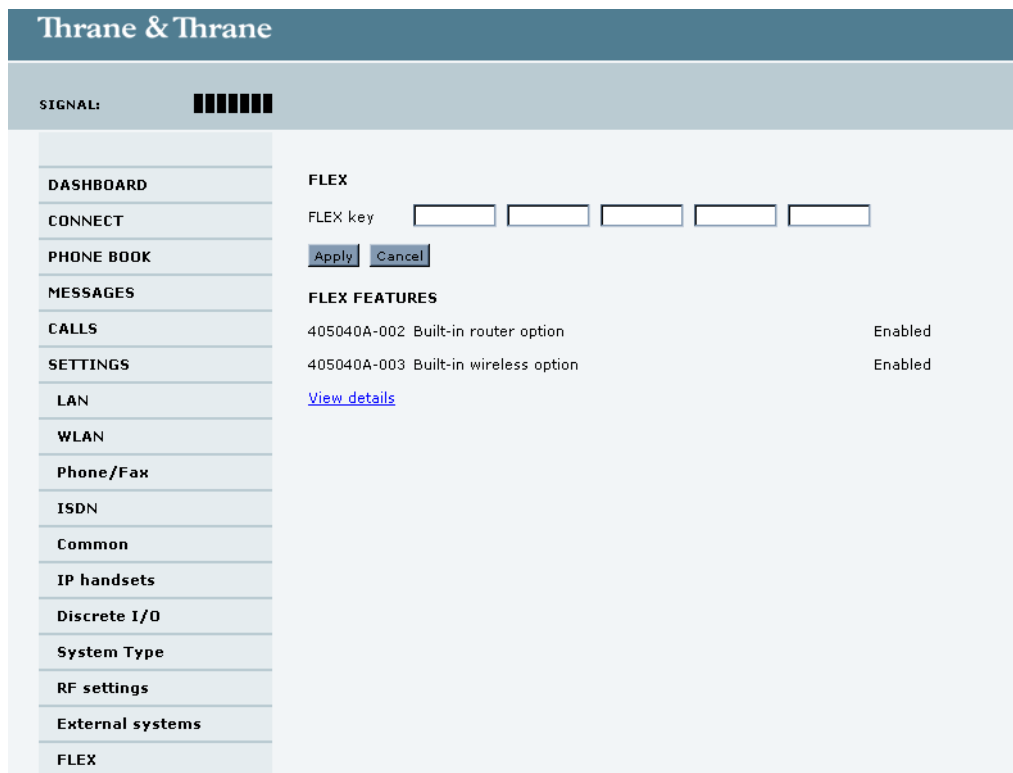 Thrane & Thrane
SIGNAL:
DASHBOARD
CONNECT
PHONE BOOK
MESSAGES
CALLS
SETTINGS
LAN
WLAN
Phone/Fax
ISDN
Common
IP handsets
Discrete I/O
System Type
RF settings
External systems
FLEX
FLEX
FLEX key
Apply Cancel
FLEX FEATURES
405040A-002 Built-in router option Enabled
405040A-003 Built-in wireless option Enabled
View details